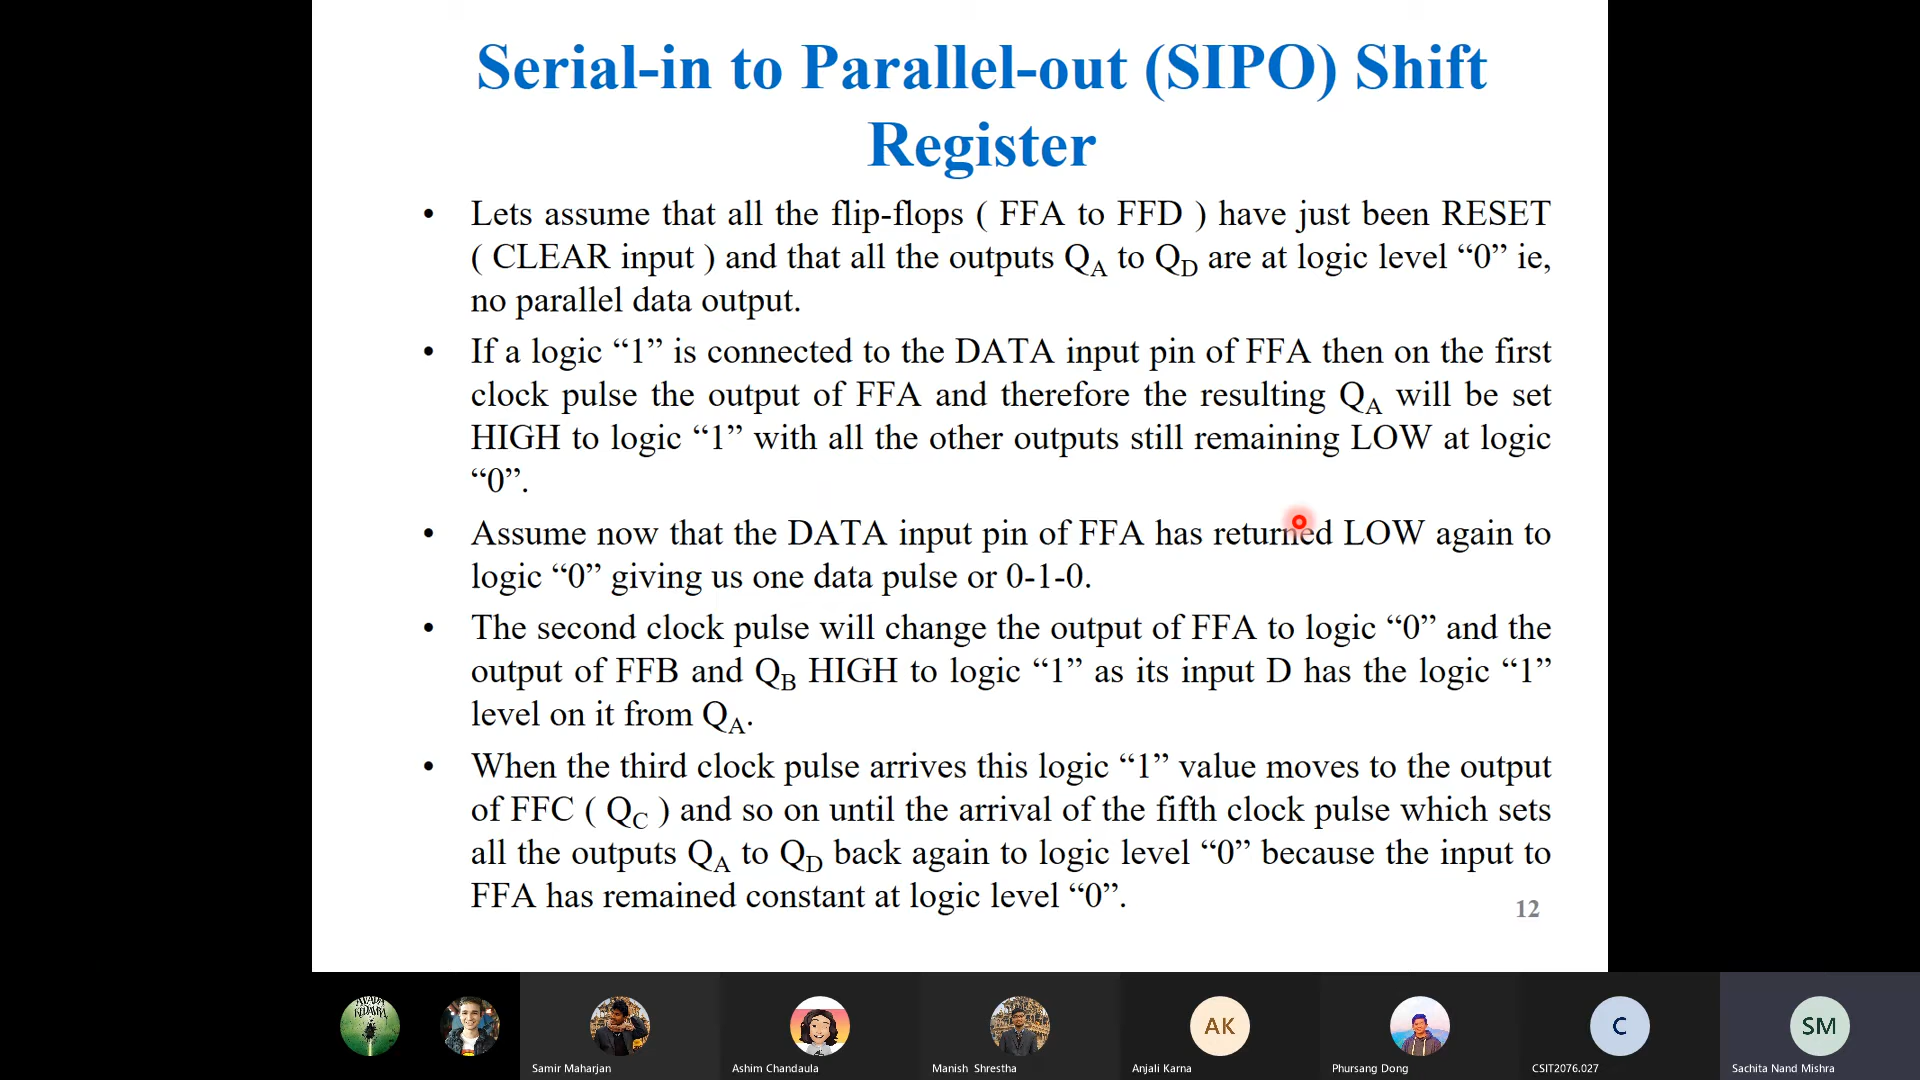 Serial-in to Parallel-out (SIPO) Shift
Register
• Lets assume that all the flip-flops ( FFA to FFD ) have just been RESET
( CLEAR input ) and that all the outputs QA to QD are at logic level “0” ie,
no parallel data output.
• If a logic “1” is connected to the DATA input pin of FFA then on the first
clock pulse the output of FFA and therefore the resulting QA will be set
HIGH to logic “1” with all the other outputs still remaining LOW at logic
“0”.
• Assume now that the DATA input pin of FFA has returned LOW again to
logic “0” giving us one data pulse or 0-1-0.
• The second clock pulse will change the output of FFA to logic “0” and the
output of FFB and QB HIGH to logic “1” as its input D has the logic “1”
level on it from QA.
• When the third clock pulse arrives this logic “1” value moves to the output
of FFC ( QC ) and so on until the arrival of the fifth clock pulse which sets
all the outputs QA to QD back again to logic level “0” because the input to
FFA has remained constant at logic level “0”.
12
AK
C
SM
Samir Maharjan
Ashim Chandaula
Manish Shrestha
Anjali Karna
Phursang Dong
CSIT2076.027
Sachita Nand Mishra